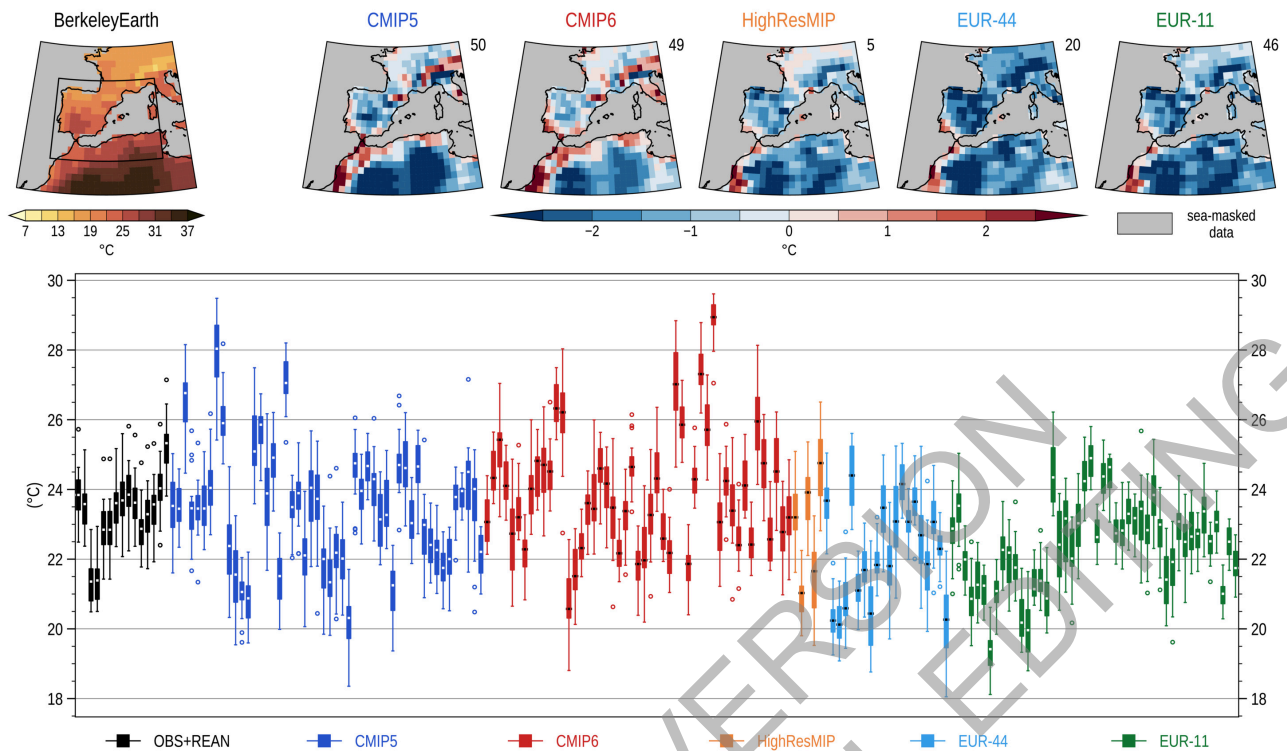 BerkeleyEarth CMIP5 CMIP6 HighResMIP EUR-44 EUR-11
50 49 5 20 46
7 13 19 25 31 37
°C
−2 −1 0 1 2
°C
sea-masked
data
30 30
28 28
26 26
24 24
22 22
20 20
18 18
(°C)
VERSION
EDITING
OBS+REAN CMIP5 CMIP6 HighResMIP EUR-44 EUR-11